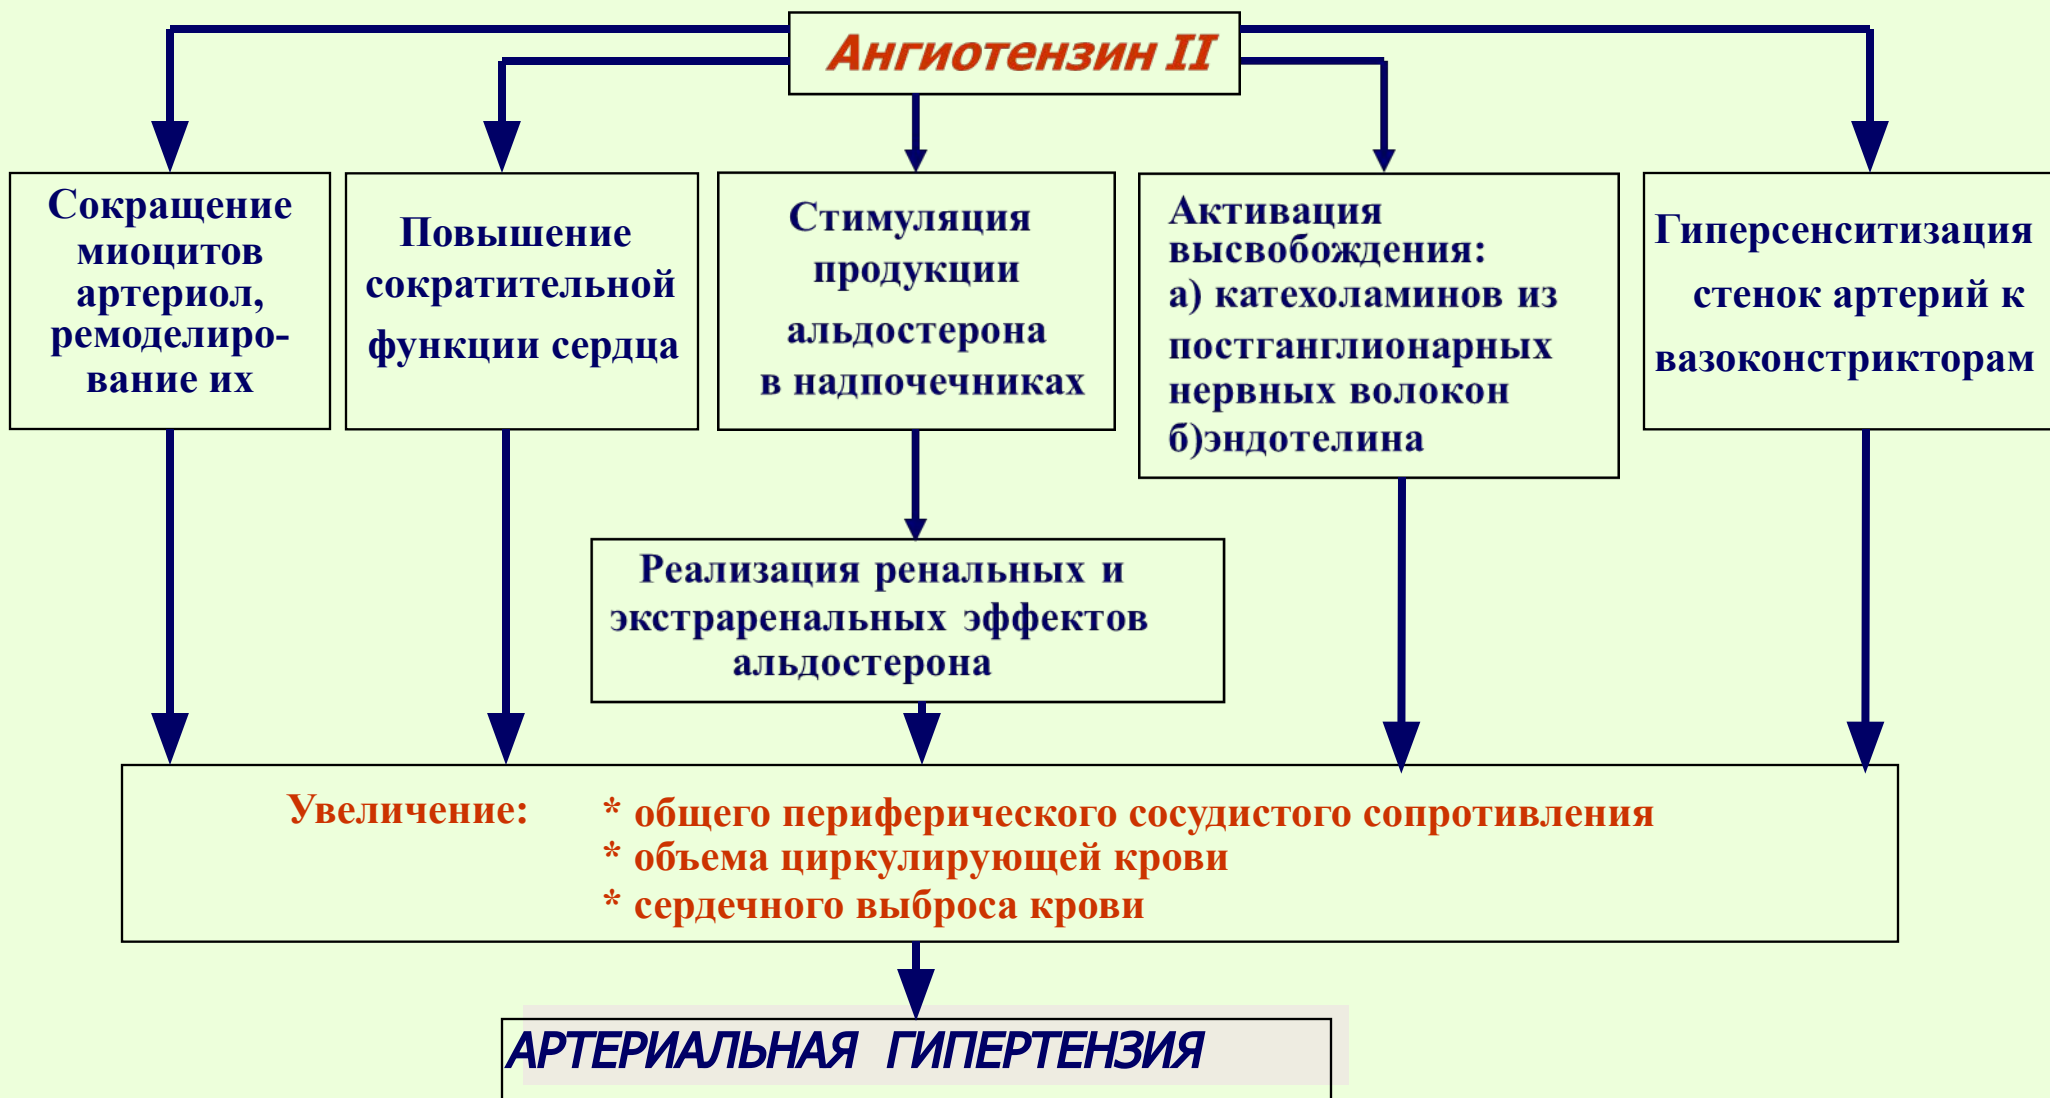 Ангиотензин II
Сокращение
миоцитов
артериол,
ремоделиро-
вание их
Повышение
сократительной
функции сердца
Стимуляция
продукции
альдостерона
в надпочечниках
Активация
высвобождения:
а) катехоламинов из
постганглионарных
нервных волокон
б)эндотелина
Гиперсенситизация
стенок артерий к
вазоконстрикторам
Реализация ренальных и
экстраренальных эффектов
альдостерона
Увеличение: * общего периферического сосудистого сопротивления
* объема циркулирующей крови
* сердечного выброса крови
АРТЕРИАЛЬНАЯ ГИПЕРТЕНЗИЯ